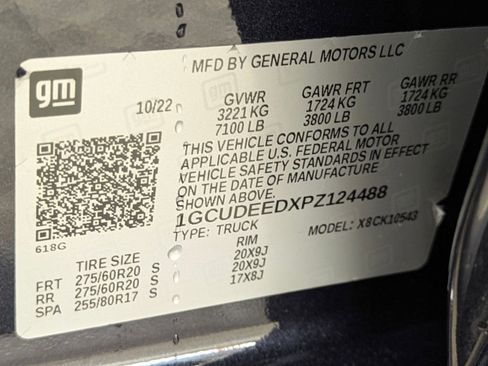 MFD BY GENERAL MOTORS LLC
gm
10/22
GVWR GAWR FRT GAWR RR
3221 KG 1724 KG 1724 KG
7100 LB 3800 LB 3800 LB
THIS VEHICLE CONFORMS TO ALL
APPLICABLE U.S. FEDERAL MOTOR
VEHICLE SAFETY STANDARDS IN EFFECT
ON THE DATE OF MANUFACTURE
1GCUDEEDXPZ124488
TYPE: TRUCK MODEL: X8CK10543
618G
TIRE SIZE RIM
FRT 275/60R20 S 20X9J
RR 275/60R20 S 20X9J
SPA 255/80R17 S 17X8J